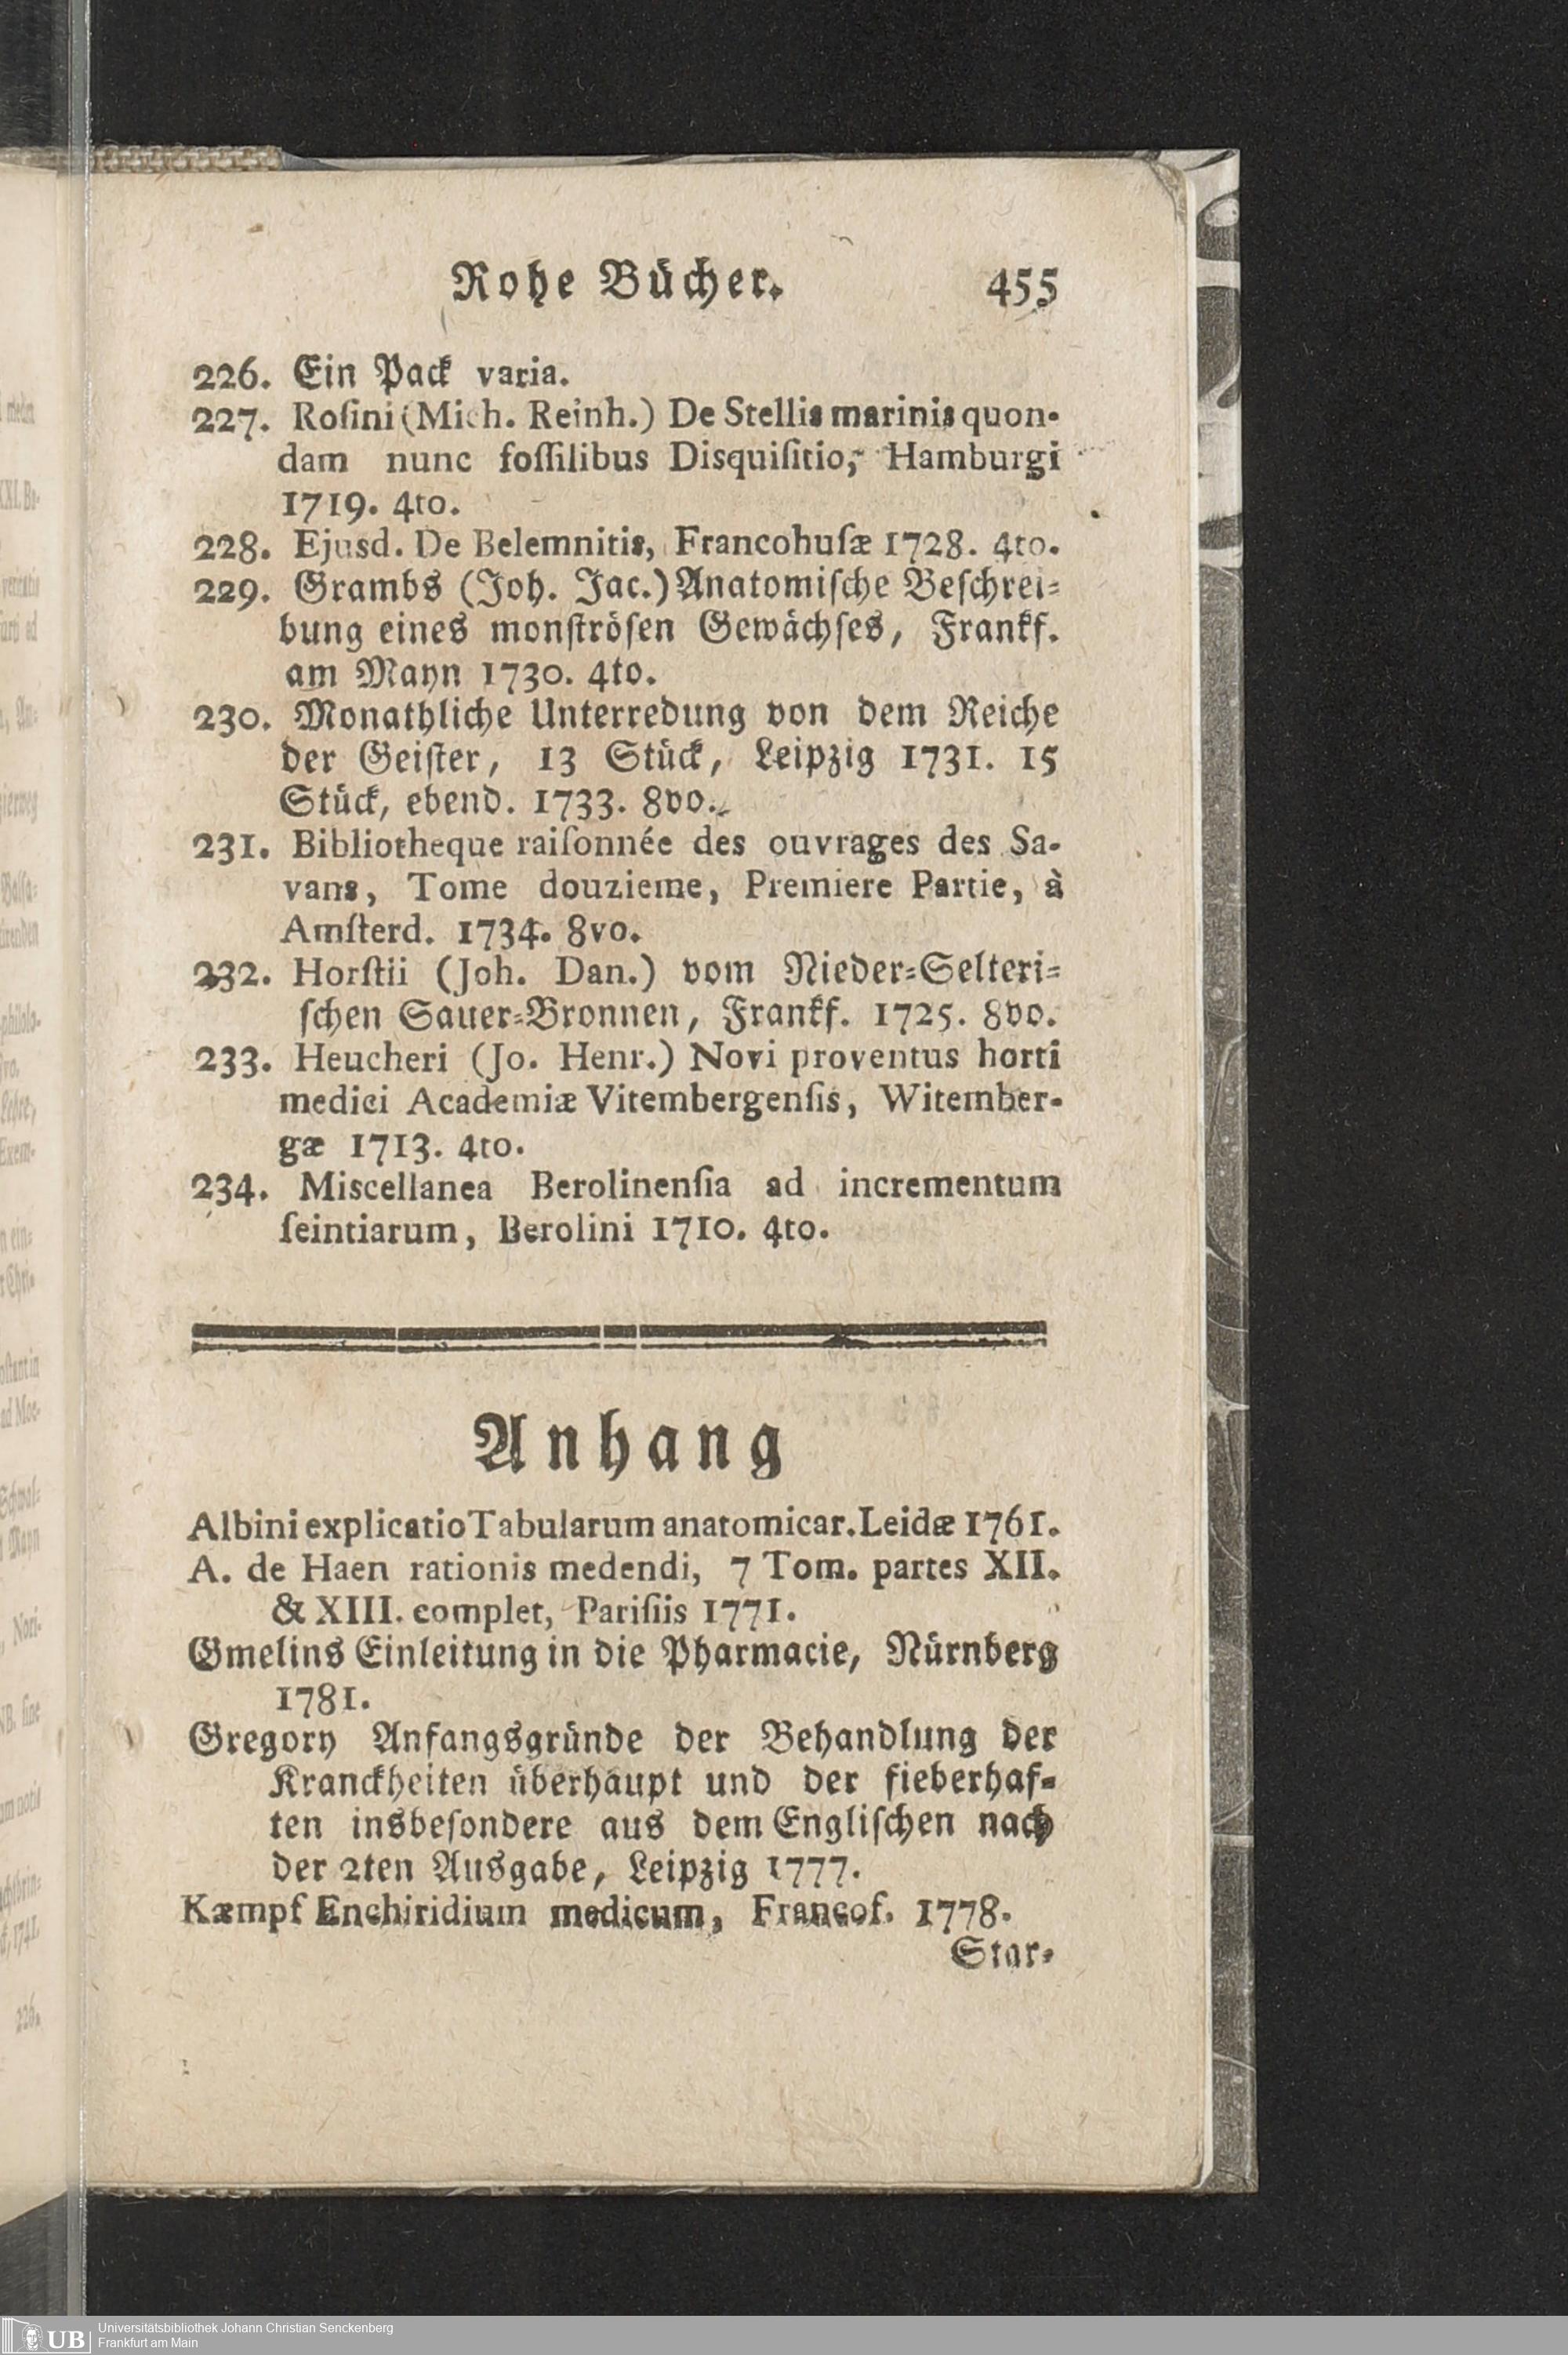 Rohe Bücher. 455
226. Ein Pack varia.
227. Roſini (Mich. Reinh.) De Stellis marinis quon-
dam nunc foſſilibus Disquiſitio, Hamburgi
1719. 4to.
228. Ejusd. De Belemnitis, Francohuſæ 1728. 4to.
229. Grambs (Joh. Jac.) Anatomiſche Beſchrei-
bung eines monſtröſen Gewächſes, Frankf.
am Mayn 1730. 4to.
230. Monathliche Unterredung von dem Reiche
der Geiſter, 13 Stück, Leipzig 1731. 15
Stück, ebend. 1733. 8vo.
231. Bibliotheque raiſonnée des ouvrages des Sa-
vans, Tome douzieme, Premiere Partie, à
Amſterd. 1734. 8vo.
232. Horſtii (Joh. Dan.) vom Nieder-Selteri-
ſchen Sauer-Bronnen, Frankf. 1725. 8vo.
233. Heucheri (Jo. Henr.) Novi proventus horti
medici Academiæ Vitembergenſis, Witember-
gæ 1713. 4to.
234. Miscellanea Berolinenſia ad incrementum
ſeintiarum, Berolini 1710. 4to.
Anhang
Albini explicatio Tabularum anatomicar. Leidæ 1761.
A. de Haen rationis medendi, 7 Tom. partes XII.
& XIII. complet, Pariſiis 1771.
Gmelins Einleitung in die Pharmacie, Nürnberg
1781.
Gregory Anfangsgründe der Behandlung der
Kranckheiten überhaupt und der fieberhaf-
ten insbeſondere aus dem Engliſchen nach
der 2ten Ausgabe, Leipzig 1777.
Kæmpf Enchiridium medicum, Francof. 1778.
Star-
UB Universitätsbibliothek Johann Christian Senckenberg
Frankfurt am Main